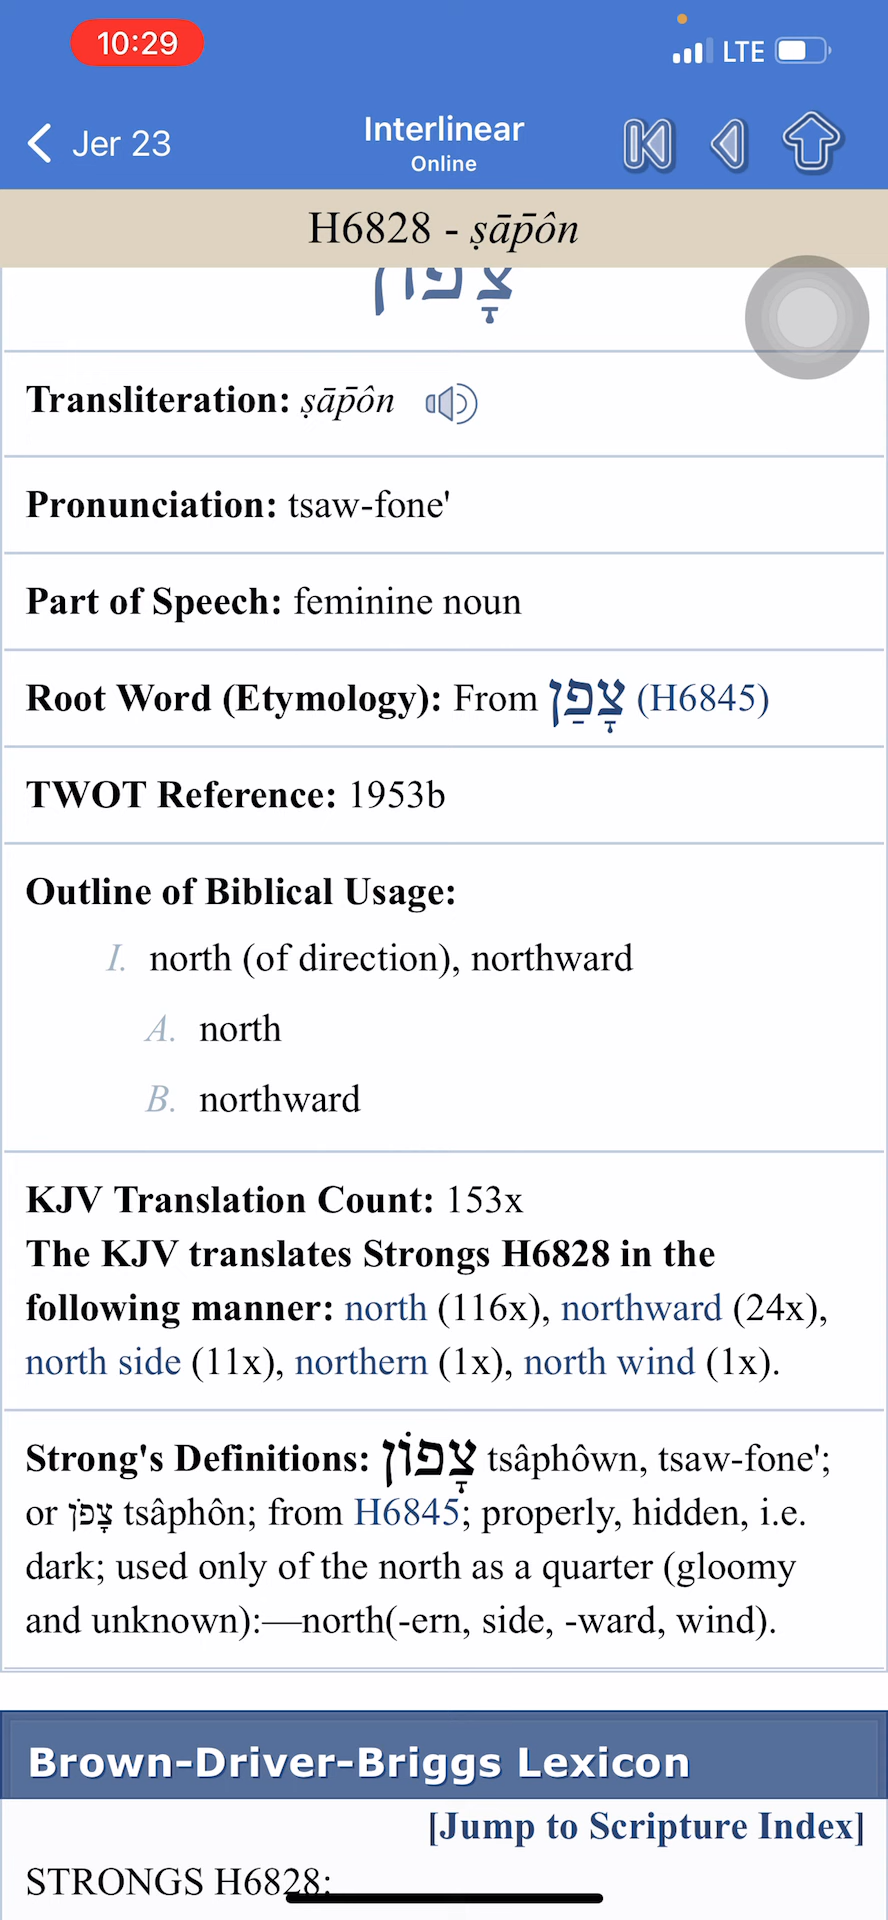 10:29
LTE
Jer 23
Interlinear
Online
H6828 - ṣāp̄ôn
צָפוֹן
Transliteration: ṣāp̄ôn
Pronunciation: tsaw-fone'
Part of Speech: feminine noun
Root Word (Etymology): From צָפַן (H6845)
TWOT Reference: 1953b
Outline of Biblical Usage:
I. north (of direction), northward
A. north
B. northward
KJV Translation Count: 153x
The KJV translates Strongs H6828 in the
following manner: north (116x), northward (24x),
north side (11x), northern (1x), north wind (1x).
Strong's Definitions: צָפוֹן tsâphôwn, tsaw-fone';
or צָפֹן tsâphôn; from H6845; properly, hidden, i.e.
dark; used only of the north as a quarter (gloomy
and unknown):—north(-ern, side, -ward, wind).
Brown-Driver-Briggs Lexicon
[Jump to Scripture Index]
STRONGS H6828: